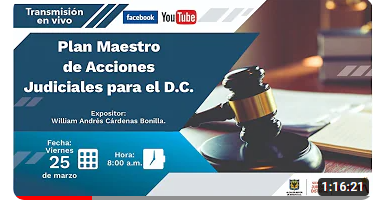 Transmisión
en vivo
facebook
YouTube
Plan Maestro
de Acciones
Judiciales para el D.C.
Expositor:
William Andrés Cárdenas Bonilla.
Fecha:
Viernes
25
de marzo
Hora:
8:00 a.m.
1:16:21